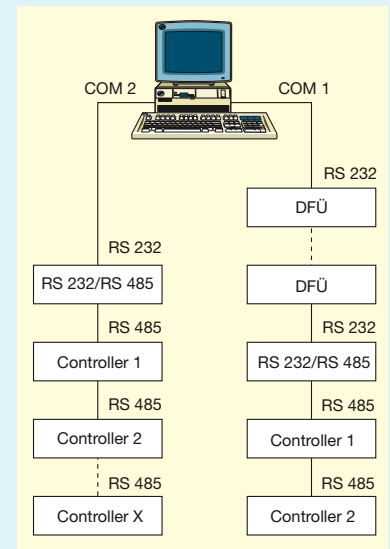 COM 2
COM 1
RS 232
DFÜ
RS 232
RS 232/RS 485
DFÜ
RS 485
RS 232
Controller 1
RS 232/RS 485
RS 485
RS 485
Controller 2
Controller 1
RS 485
RS 485
Controller X
Controller 2